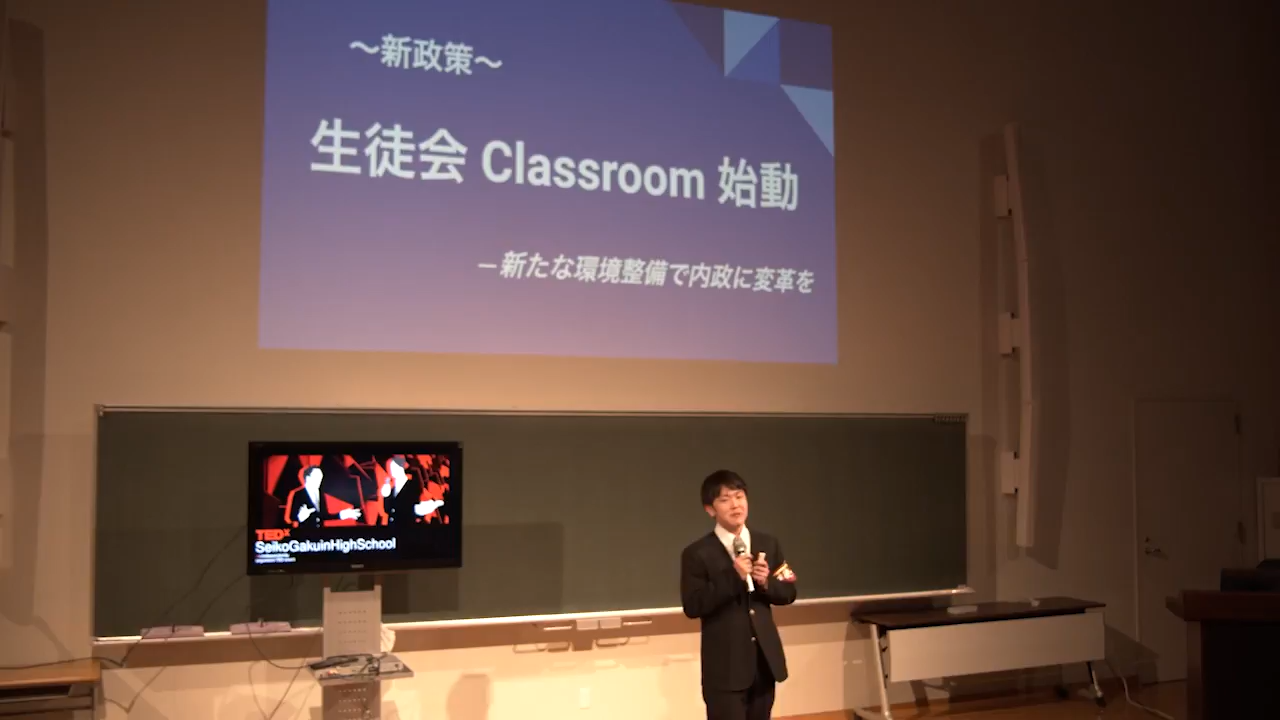 〜新政策〜
生徒会 Classroom 始動
–新たな環境整備で内政に変革を
TEDx
SeikoGakuinHighSchool